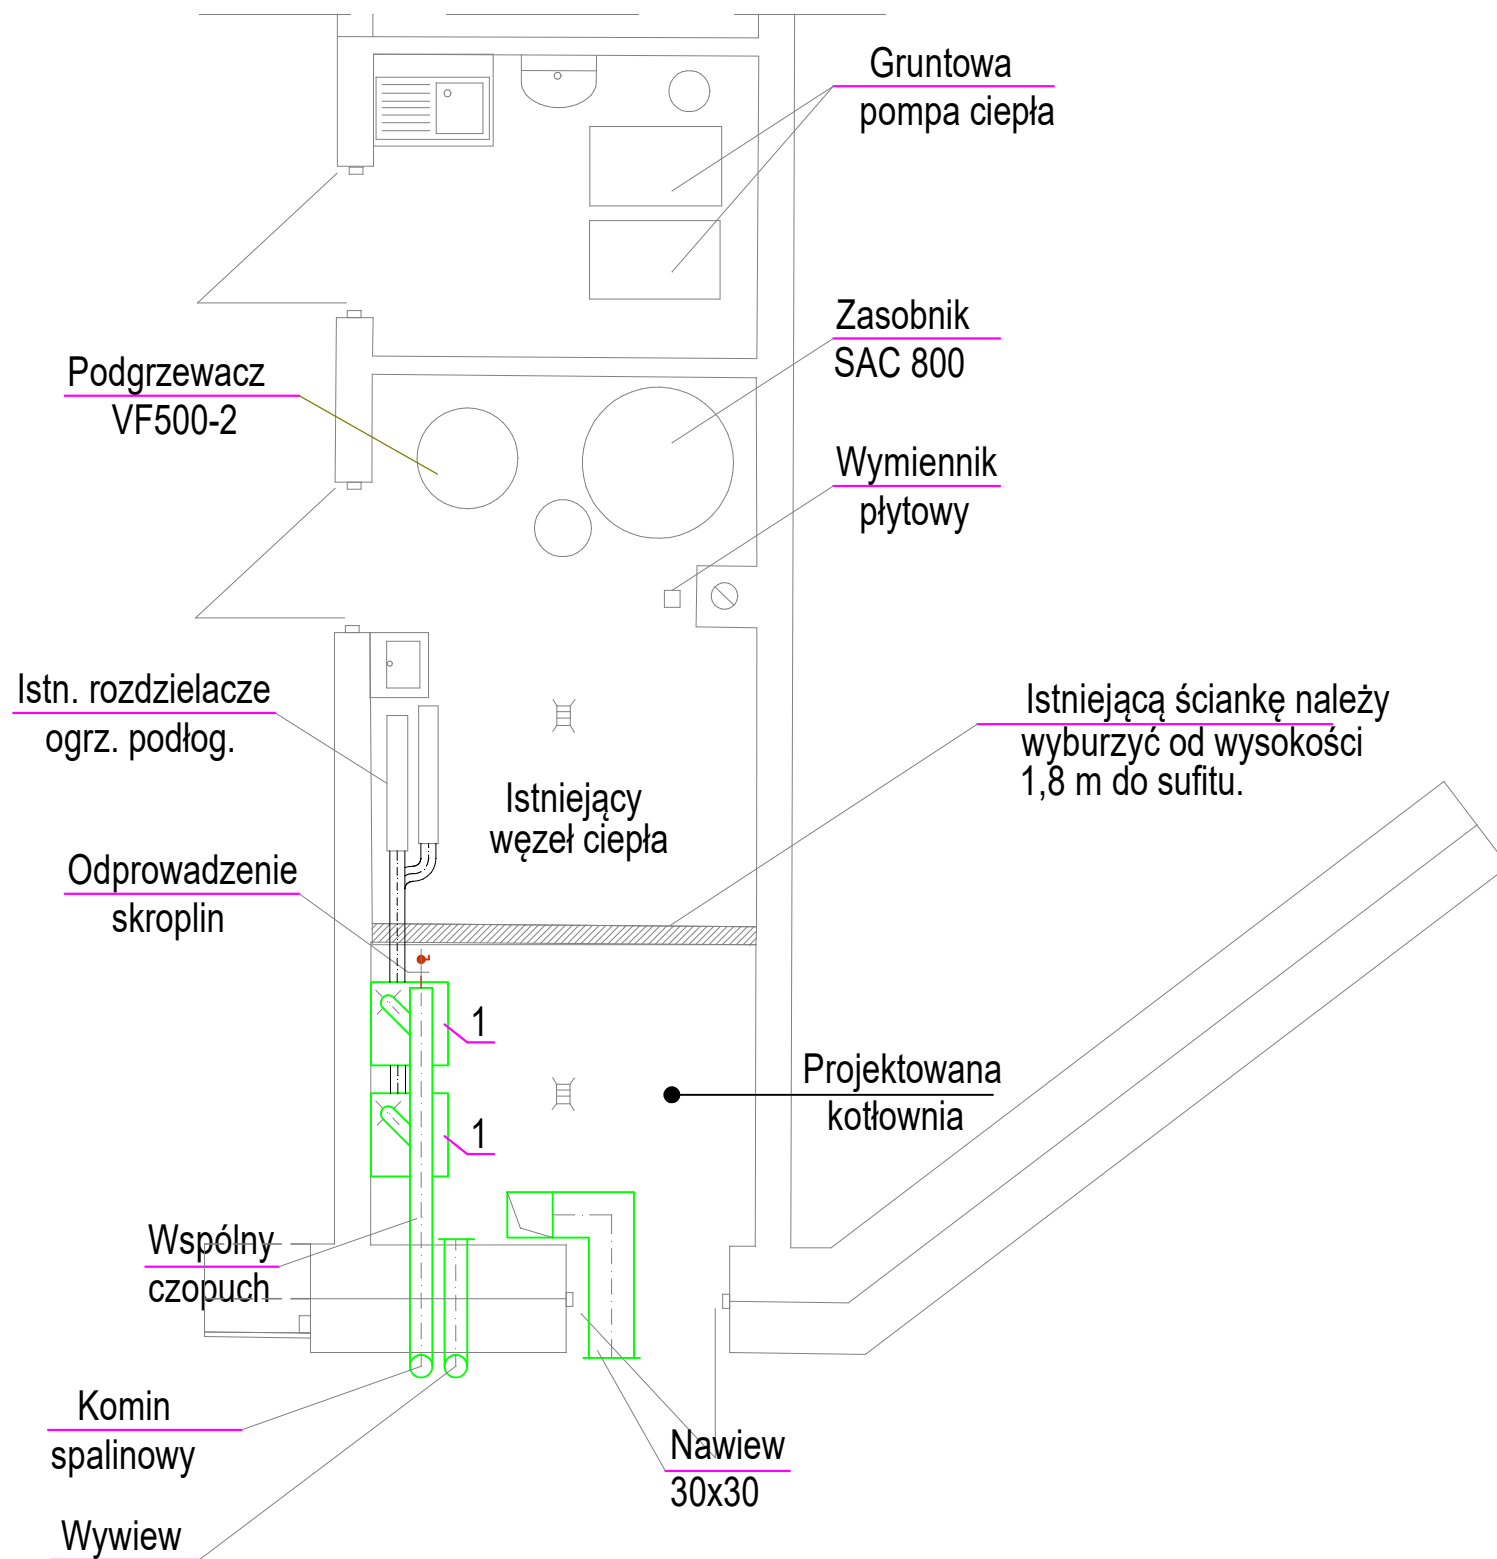 Gruntowa
pompa ciepła
Zasobnik
SAC 800
Podgrzewacz
VF500-2
Wymiennik
płytowy
Istn. rozdzielacze
ogrz. podłog.
Istniejącą ściankę należy
wyburzyć od wysokości
1,8 m do sufitu.
Istniejący
węzeł ciepła
Odprowadzenie
skroplin
1
Projektowana
kotłownia
1
Wspólny
czopuch
Komin
spalinowy
Nawiew
30x30
Wywiew